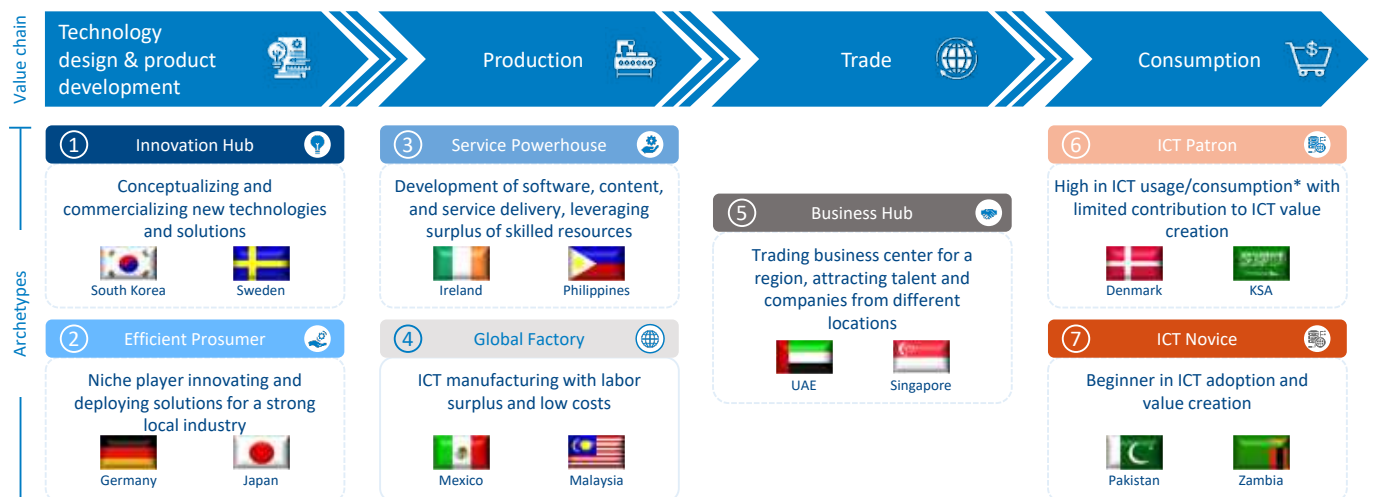 Value chain
Technology
design & product
development
Production
Trade
Consumption
Archetypes
1 Innovation Hub
Conceptualizing and
commercializing new technologies
and solutions
South Korea Sweden
2 Efficient Prosumer
Niche player innovating and
deploying solutions for a strong
local industry
Germany Japan
3 Service Powerhouse
Development of software, content,
and service delivery, leveraging
surplus of skilled resources
Ireland Philippines
4 Global Factory
ICT manufacturing with labor
surplus and low costs
Mexico Malaysia
5 Business Hub
Trading business center for a
region, attracting talent and
companies from different
locations
UAE Singapore
6 ICT Patron
High in ICT usage/consumption* with
limited contribution to ICT value
creation
Denmark KSA
7 ICT Novice
Beginner in ICT adoption and
value creation
Pakistan Zambia